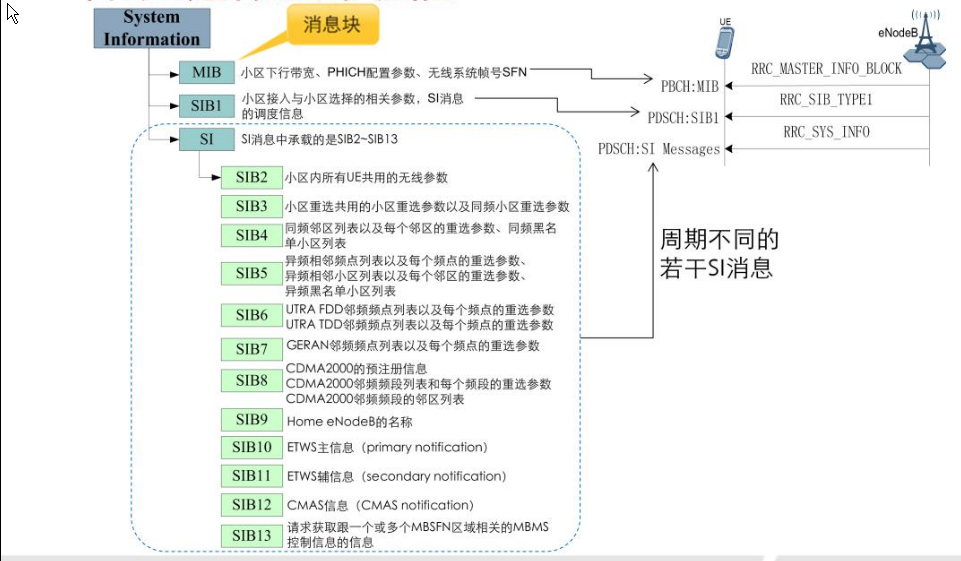 System
Information
消息块
MIB
小区下行带宽、PHICH配置参数、无线系统帧号SFN
SIB1
小区接入与小区选择的相关参数，SI消息
的调度信息
SI
SI消息中承载的是SIB2~SIB13
SIB2
小区内所有UE共用的无线参数
SIB3
小区重选共用的小区重选参数以及同频小区重选参数
SIB4
同频邻区列表以及每个邻区的重选参数、同频黑名
单小区列表
SIB5
异频相邻频点列表以及每个频点的重选参数、
异频相邻小区列表以及每个邻区的重选参数、
异频黑名单小区列表
SIB6
UTRA FDD邻频频点列表以及每个频点的重选参数
UTRA TDD邻频频点列表以及每个频点的重选参数
SIB7
GERAN邻频频点列表以及每个频点的重选参数
SIB8
CDMA2000的预注册信息
CDMA2000邻频频段列表和每个频段的重选参数
CDMA2000邻频频段的邻区列表
SIB9
Home eNodeB的名称
SIB10
ETWS主信息（primary notification）
SIB11
ETWS辅信息（secondary notification）
SIB12
CMAS信息（CMAS notification）
SIB13
请求获取跟一个或多个MBSFN区域相关的MBMS
控制信息的信息
UE
eNodeB
RRC_MASTER_INFO_BLOCK
PBCH:MIB
RRC_SIB_TYPE1
PDSCH:SIB1
RRC_SYS_INFO
PDSCH:SI Messages
周期不同的
若干SI消息